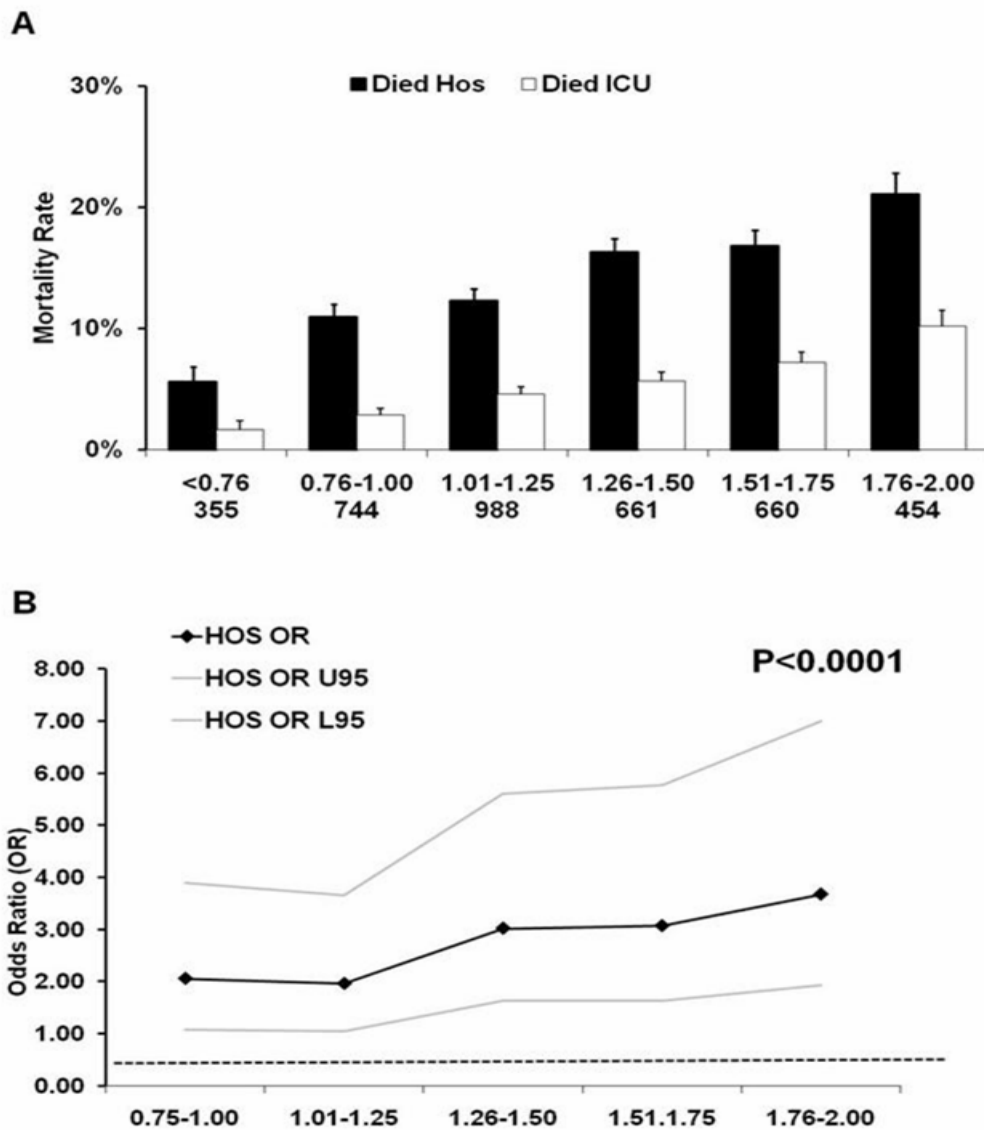 A
30%
Died Hos Died ICU
20%
10%
0%
Mortality Rate
<0.76 0.76-1.00 1.01-1.25 1.26-1.50 1.51-1.75 1.76-2.00
355 744 988 661 660 454
B
HOS OR
HOS OR U95
HOS OR L95
P<0.0001
8.00
7.00
6.00
5.00
4.00
3.00
2.00
1.00
0.00
Odds Ratio (OR)
0.75-1.00 1.01-1.25 1.26-1.50 1.51.1.75 1.76-2.00